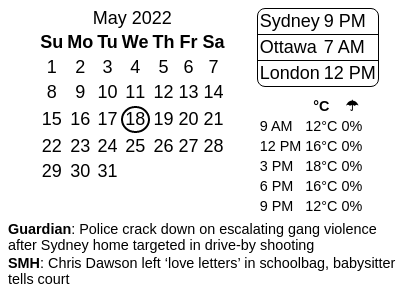 May 2022
Su Mo Tu We Th Fr Sa
1 2 3 4 5 6 7
8 9 10 11 12 13 14
15 16 17 18 19 20 21
22 23 24 25 26 27 28
29 30 31
Sydney 9 PM
Ottawa 7 AM
London 12 PM
°C ☂
9 AM 12°C 0%
12 PM 16°C 0%
3 PM 18°C 0%
6 PM 16°C 0%
9 PM 12°C 0%
Guardian: Police crack down on escalating gang violence
after Sydney home targeted in drive-by shooting
SMH: Chris Dawson left ‘love letters’ in schoolbag, babysitter
tells court